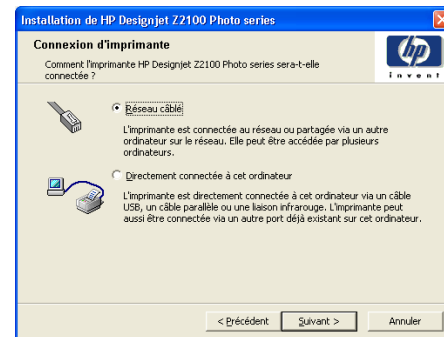 Installation de HP Designjet Z2100 Photo series
Connexion d'imprimante
Comment l'imprimante HP Designjet Z2100 Photo series sera-t-elle
connectée ?
hp
invent
Réseau câblé
L'imprimante est connectée au réseau ou partagée via un autre
ordinateur sur le réseau. Elle peut être accédée par plusieurs
ordinateurs.
Directement connectée à cet ordinateur
L'imprimante est directement connectée à cet ordinateur via un câble
USB, un câble parallèle ou une liaison infrarouge. L'imprimante peut
aussi être connectée via un autre port déjà existant sur cet ordinateur.
< Précédent Suivant > Annuler